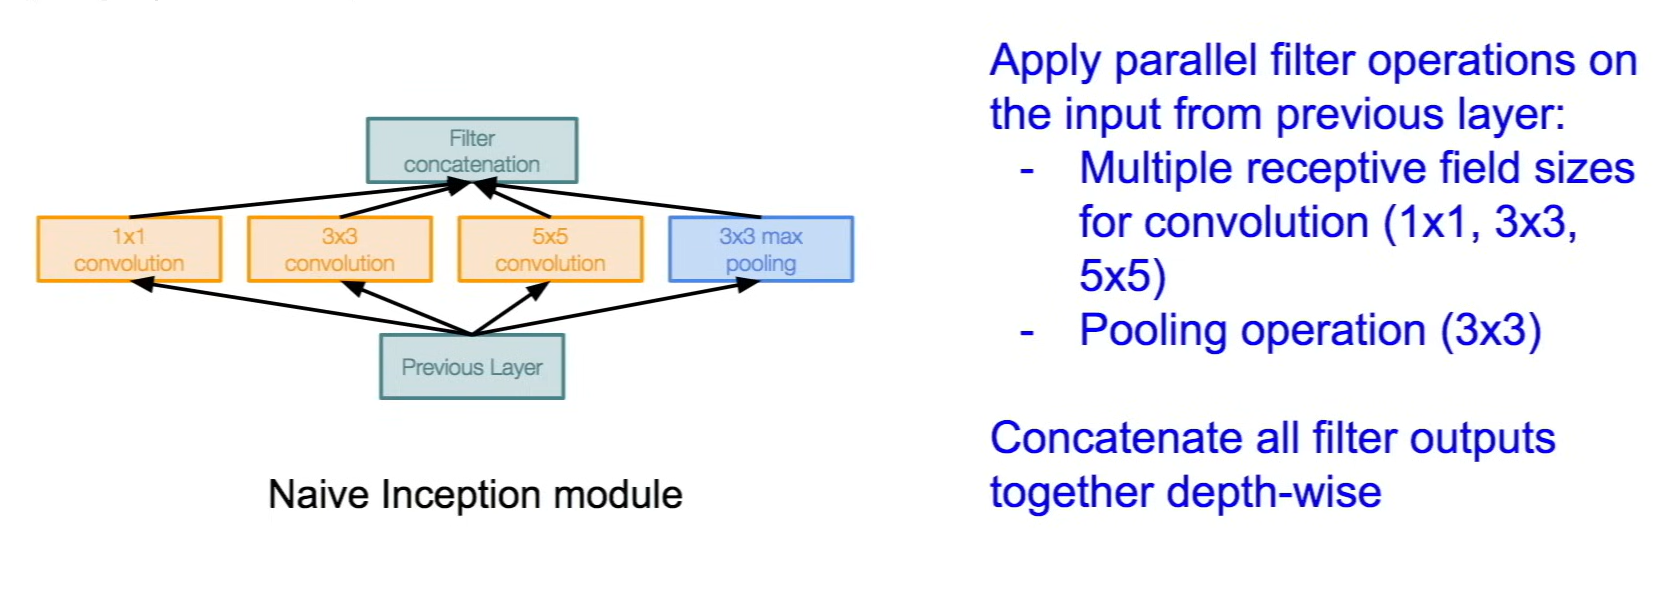 Filter
concatenation
1x1
convolution
3x3
convolution
5x5
convolution
3x3 max
pooling
Previous Layer
Naive Inception module
Apply parallel filter operations on
the input from previous layer:
- Multiple receptive field sizes
for convolution (1x1, 3x3,
5x5)
- Pooling operation (3x3)
Concatenate all filter outputs
together depth-wise